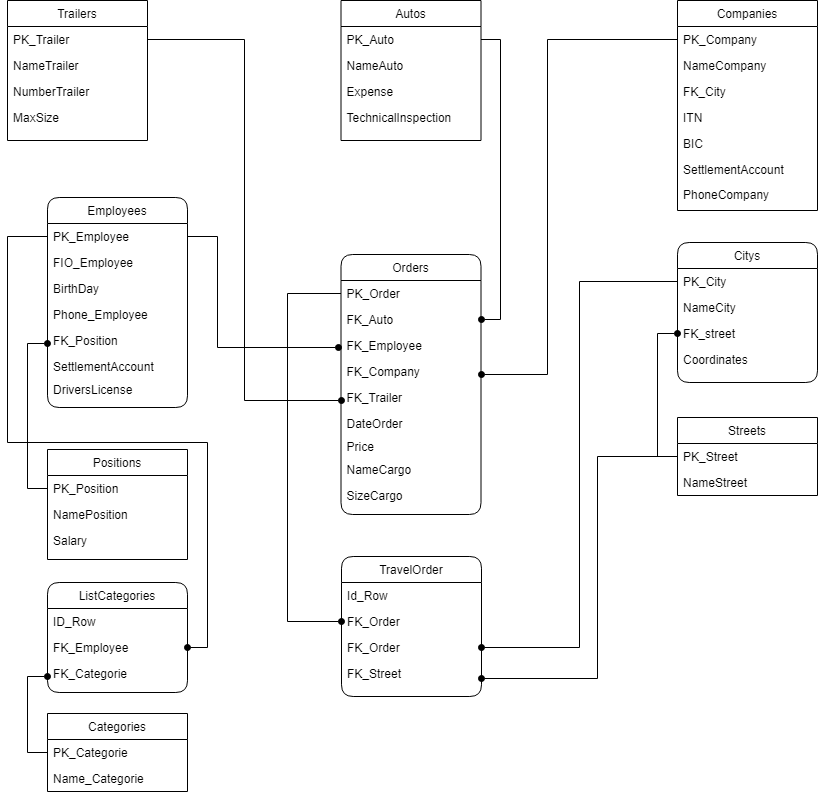 Trailers
PK_Trailer
NameTrailer
NumberTrailer
MaxSize
Autos
PK_Auto
NameAuto
Expense
TechnicalInspection
Companies
PK_Company
NameCompany
FK_City
ITN
BIC
SettlementAccount
PhoneCompany
Employees
PK_Employee
FIO_Employee
BirthDay
Phone_Employee
FK_Position
SettlementAccount
DriversLicense
Orders
PK_Order
FK_Auto
FK_Employee
FK_Company
FK_Trailer
DateOrder
Price
NameCargo
SizeCargo
Citys
PK_City
NameCity
FK_street
Coordinates
Streets
PK_Street
NameStreet
Positions
PK_Position
NamePosition
Salary
TravelOrder
Id_Row
FK_Order
FK_Order
FK_Street
ListCategories
ID_Row
FK_Employee
FK_Categorie
Categories
PK_Categorie
Name_Categorie